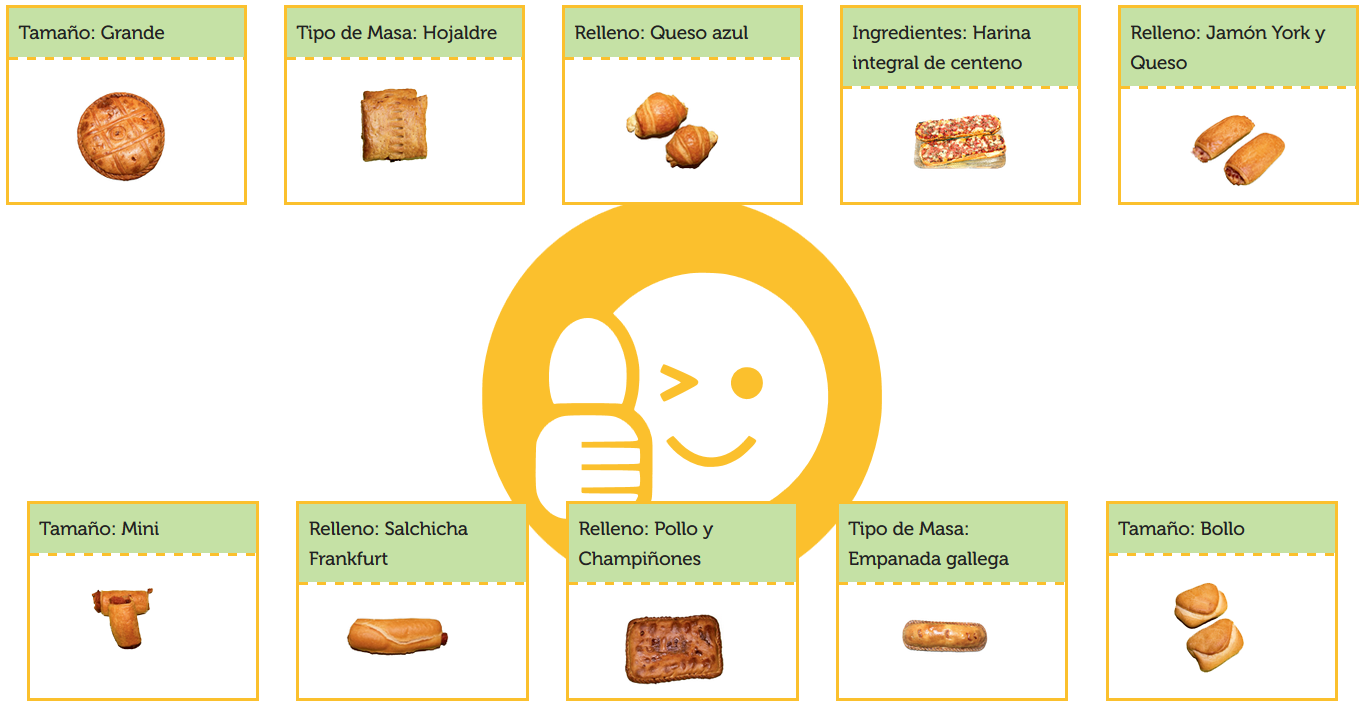 Tamaño: Grande
Tipo de Masa: Hojaldre
Relleno: Queso azul
Ingredientes: Harina
integral de centeno
Relleno: Jamón York y
Queso
Tamaño: Mini
Relleno: Salchicha
Frankfurt
Relleno: Pollo y
Champiñones
Tipo de Masa:
Empanada gallega
Tamaño: Bollo